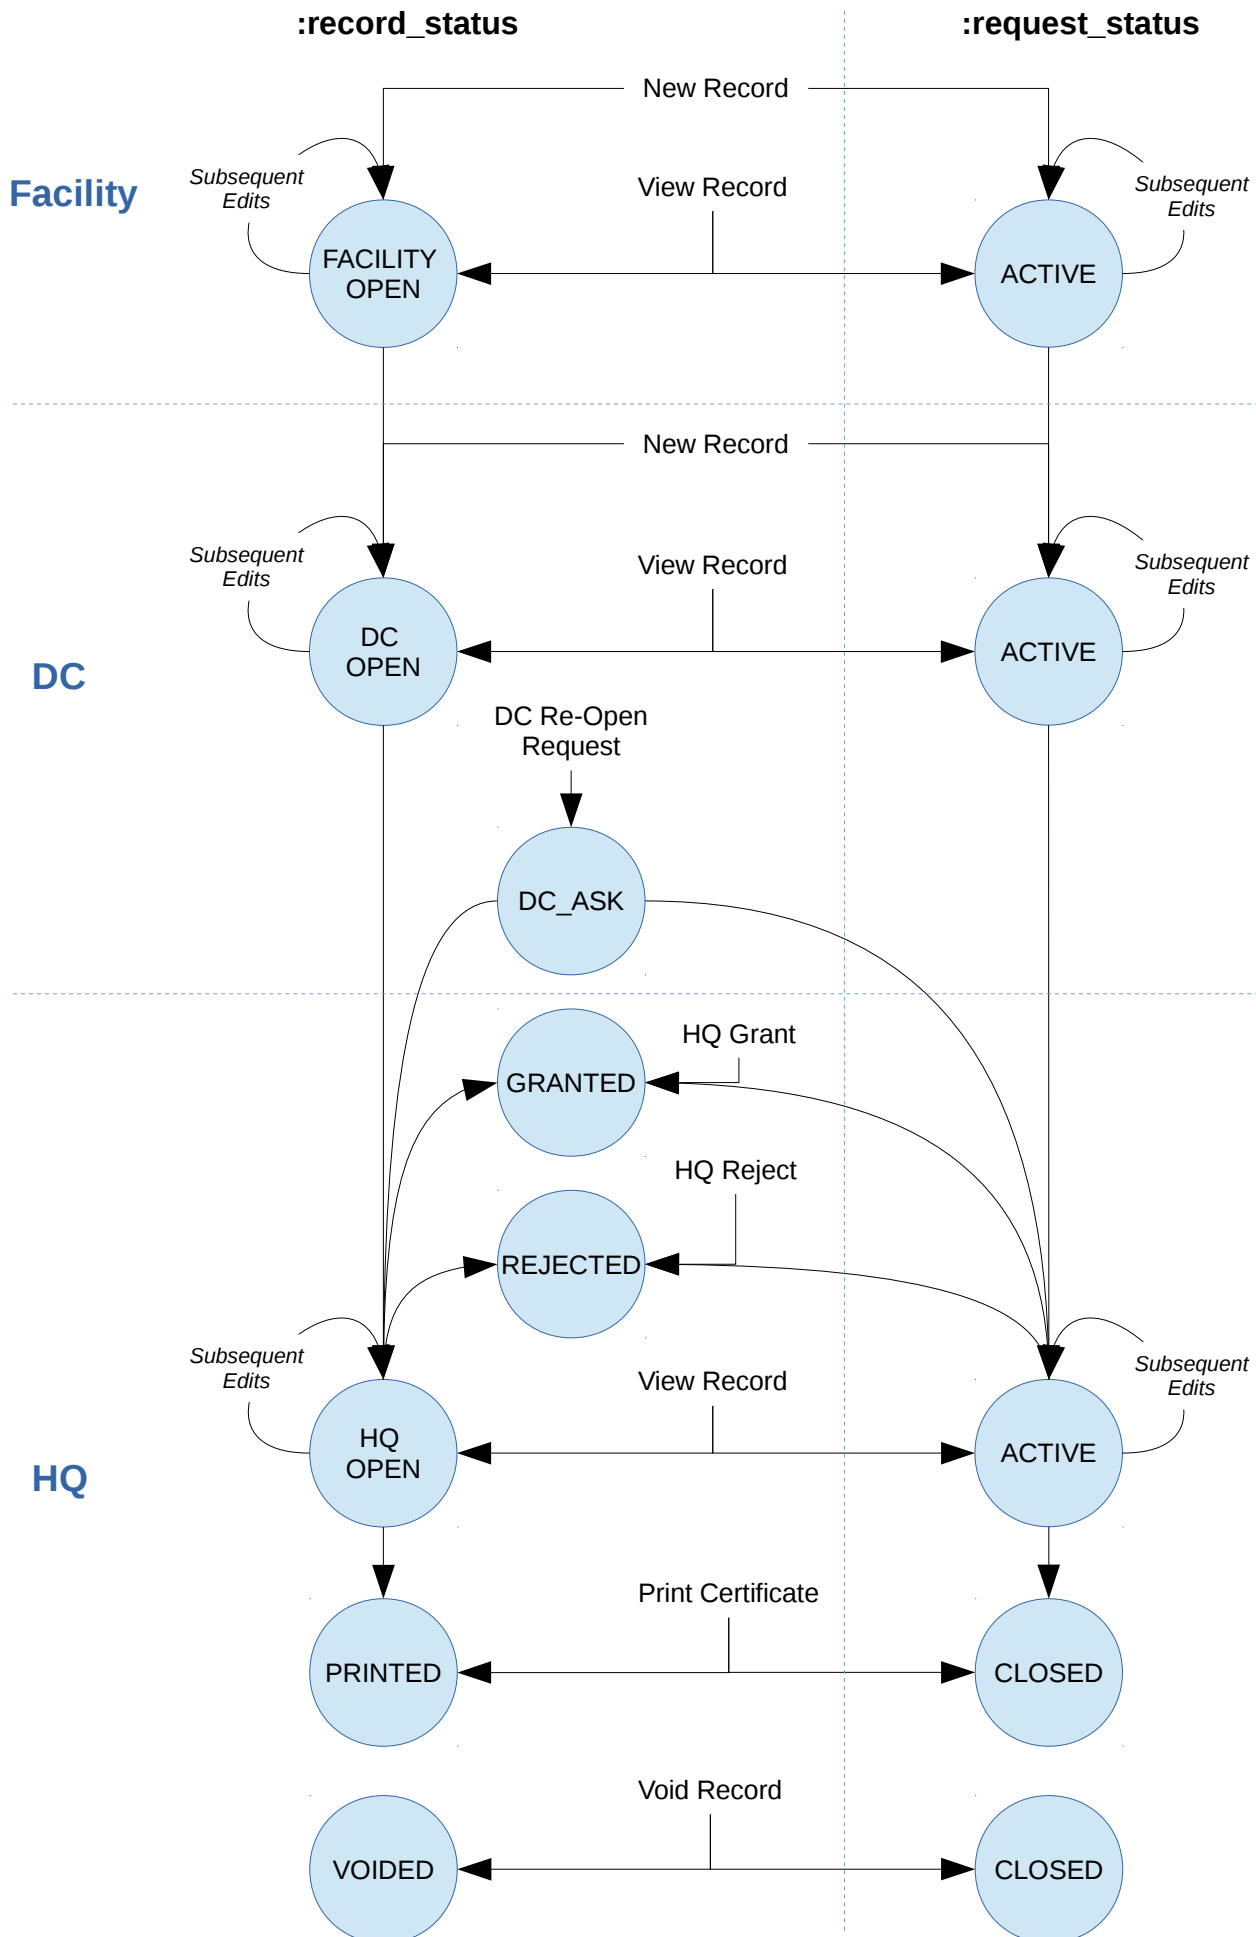 :record_status
:request_status
New Record
Facility
Subsequent
Edits
View Record
Subsequent
Edits
FACILITY
OPEN
ACTIVE
New Record
Subsequent
Edits
View Record
Subsequent
Edits
DC
OPEN
ACTIVE
DC
DC Re-Open
Request
DC_ASK
HQ Grant
GRANTED
HQ Reject
REJECTED
Subsequent
Edits
View Record
Subsequent
Edits
HQ
OPEN
ACTIVE
HQ
Print Certificate
PRINTED
CLOSED
Void Record
VOIDED
CLOSED